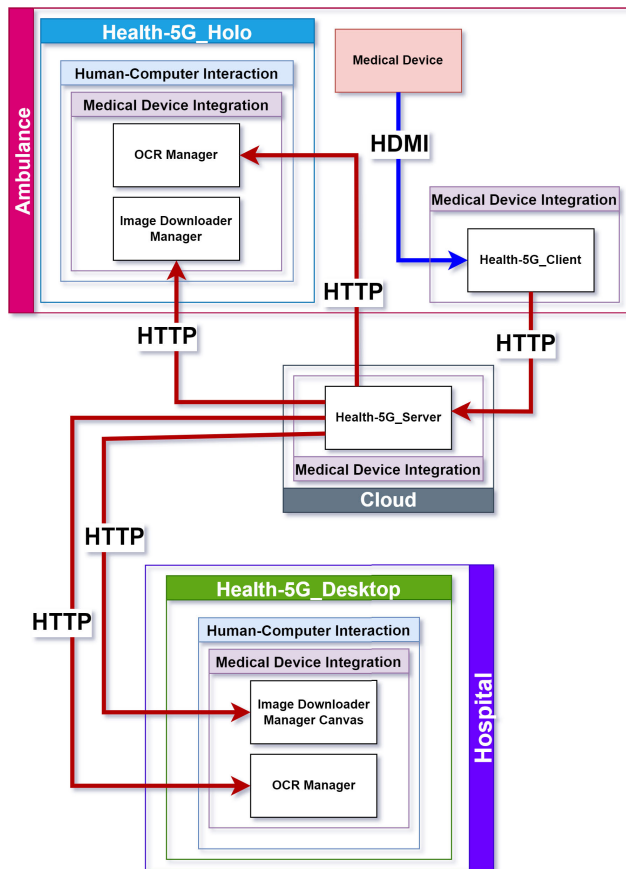 Ambulance
Health-5G_Holo
Human-Computer Interaction
Medical Device Integration
OCR Manager
Image Downloader
Manager
Medical Device
HDMI
Medical Device Integration
Health-5G_Client
HTTP
HTTP
HTTP
Health-5G_Server
Medical Device Integration
Cloud
HTTP
HTTP
Health-5G_Desktop
Human-Computer Interaction
Medical Device Integration
Image Downloader
Manager Canvas
OCR Manager
Hospital